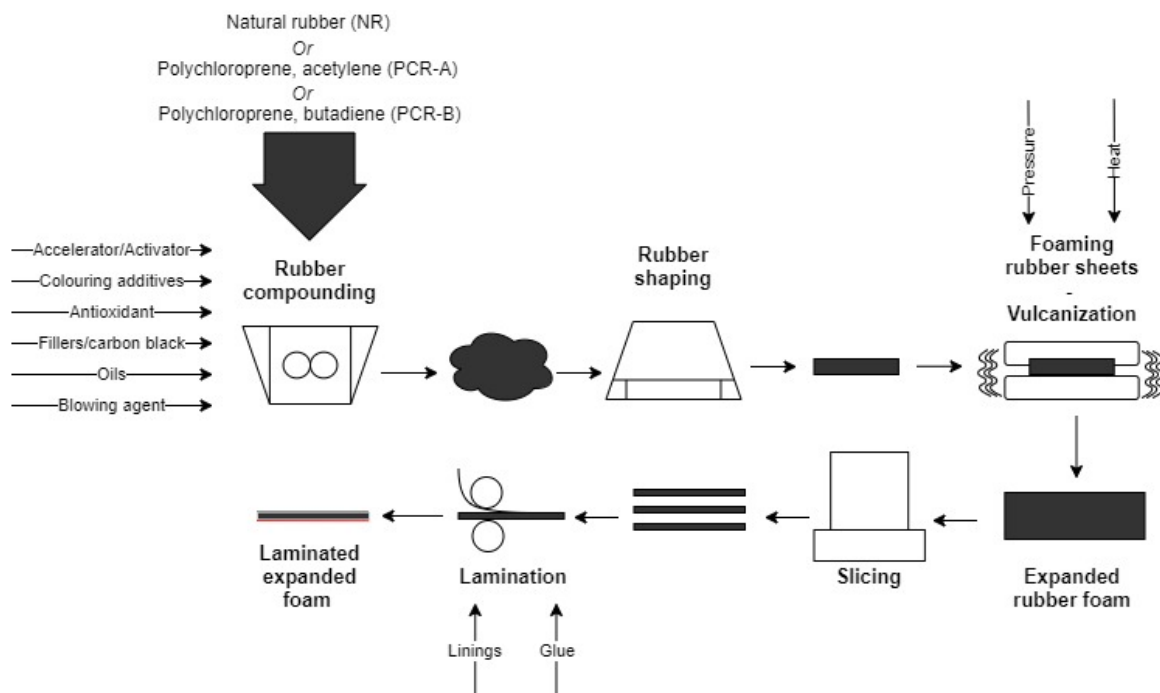 Natural rubber (NR)
Or
Polychloroprene, acetylene (PCR-A)
Or
Polychloroprene, butadiene (PCR-B)
Accelerator/Activator
Colouring additives
Antioxidant
Fillers/carbon black
Oils
Blowing agent
Rubber
compounding
Rubber
shaping
Pressure
Heat
Foaming
rubber sheets
-
Vulcanization
Expanded
rubber foam
Slicing
Lamination
Linings
Glue
Laminated
expanded
foam